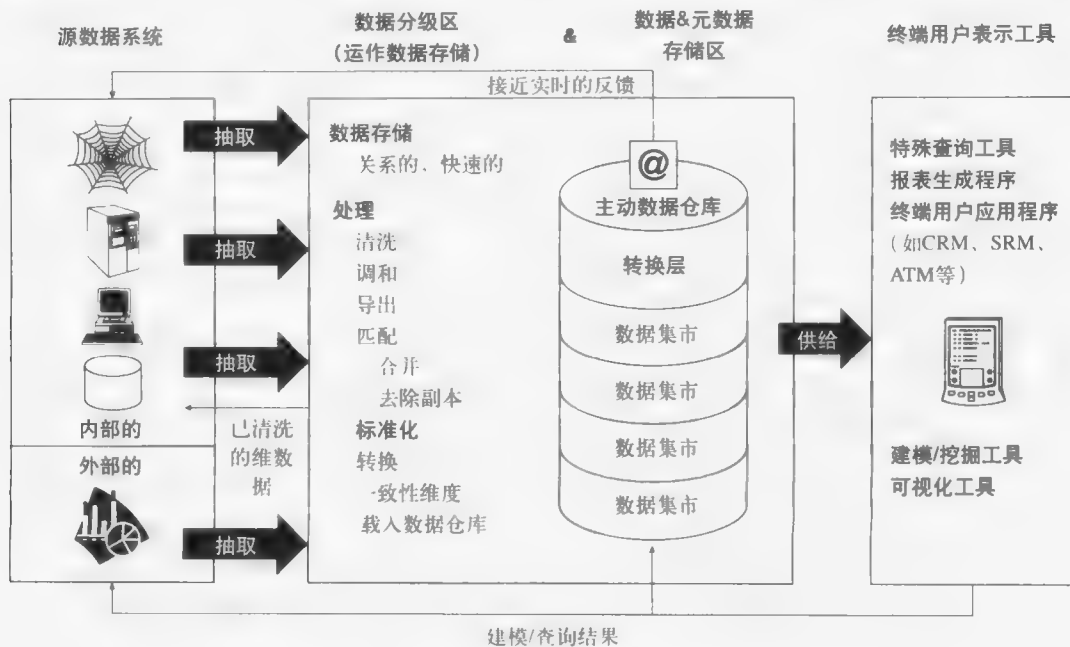 源数据系统
数据分级区
（运作数据存储）
&
数据&元数据
存储区
终端用户表示工具
接近实时的反馈
抽取
抽取
抽取
抽取
内部的
外部的
已清洗
的维数
据
数据存储
关系的、快速的
处理
清洗
调和
导出
匹配
合并
去除副本
标准化
转换
一致性维度
载入数据仓库
@
主动数据仓库
转换层
数据集市
数据集市
数据集市
数据集市
供给
特殊查询工具
报表生成程序
终端用户应用程序
（如CRM、SRM、
ATM等）
建模/挖掘工具
可视化工具
建模/查询结果